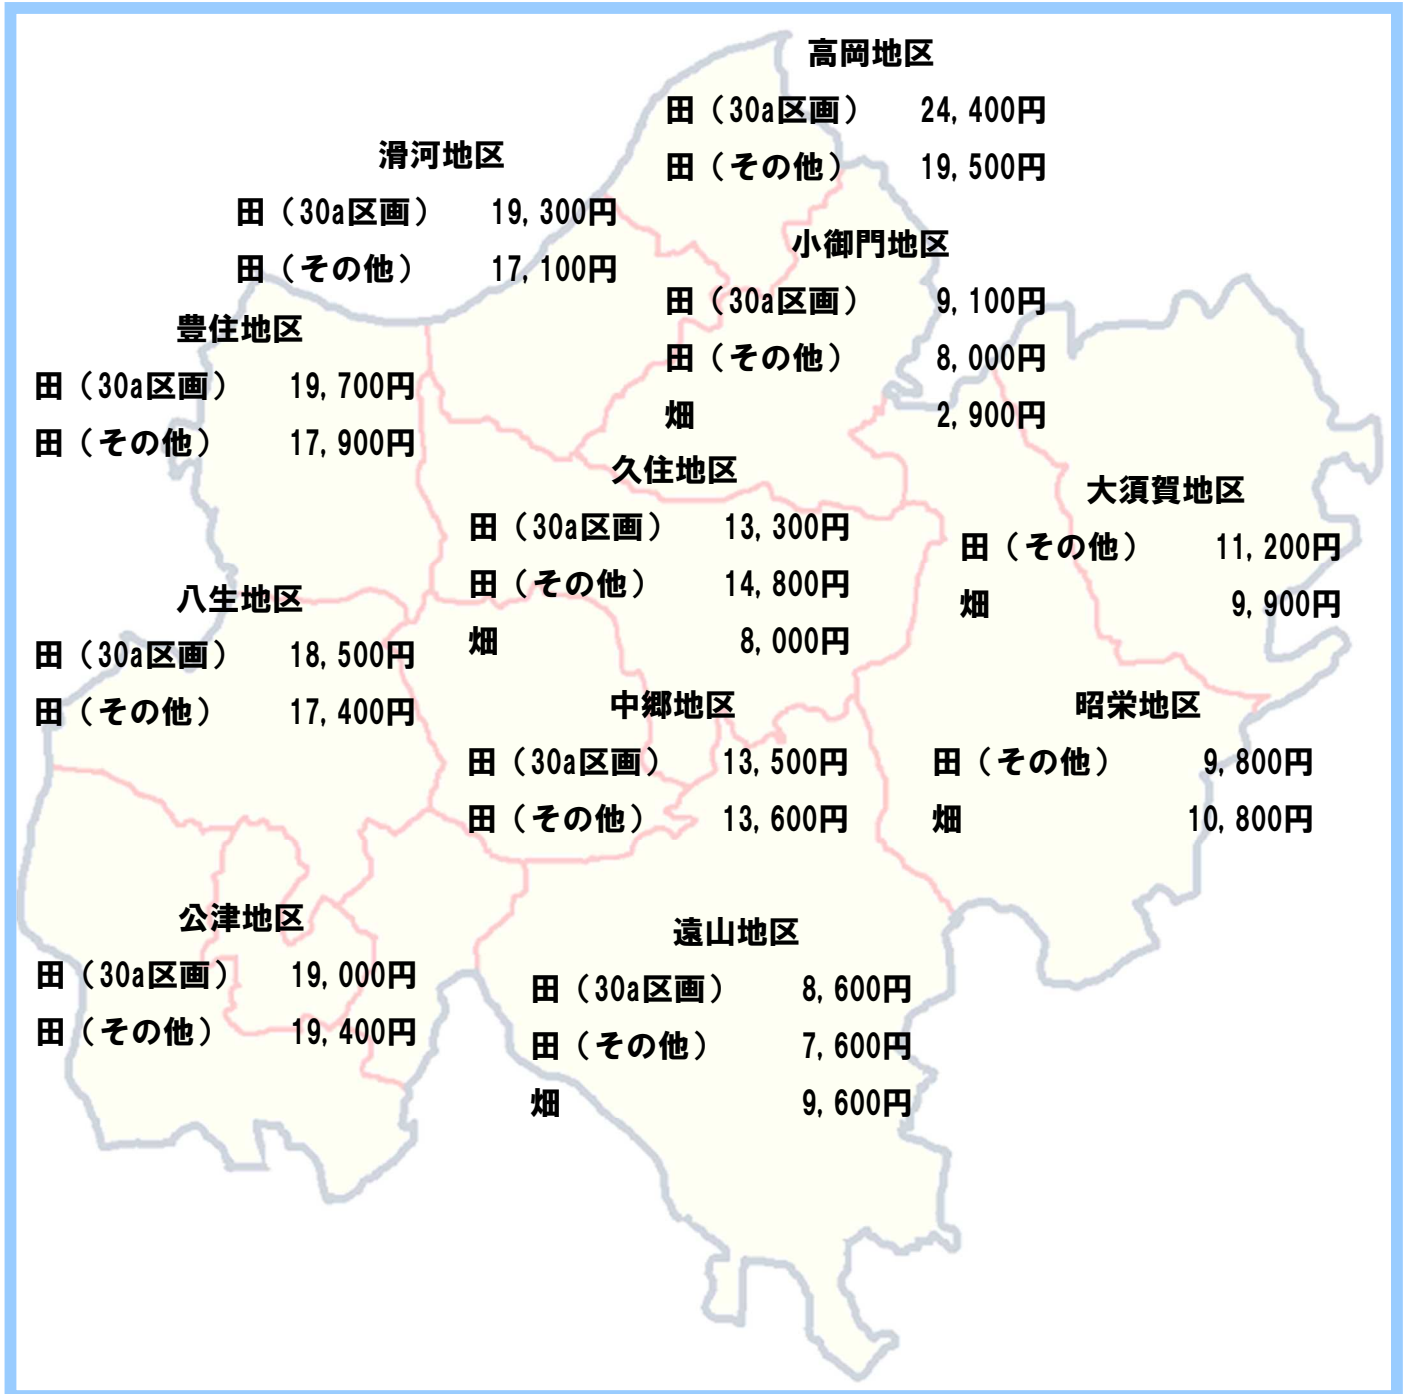 高岡地区
田（30a区画） 24,400円
田（その他） 19,500円
滑河地区
田（30a区画） 19,300円
田（その他） 17,100円
小御門地区
田（30a区画） 9,100円
田（その他） 8,000円
畑 2,900円
豊住地区
田（30a区画） 19,700円
田（その他） 17,900円
久住地区
田（30a区画） 13,300円
田（その他） 14,800円
畑 8,000円
大須賀地区
田（その他） 11,200円
畑 9,900円
八生地区
田（30a区画） 18,500円
田（その他） 17,400円
中郷地区
田（30a区画） 13,500円
田（その他） 13,600円
昭栄地区
田（その他） 9,800円
畑 10,800円
公津地区
田（30a区画） 19,000円
田（その他） 19,400円
遠山地区
田（30a区画） 8,600円
田（その他） 7,600円
畑 9,600円